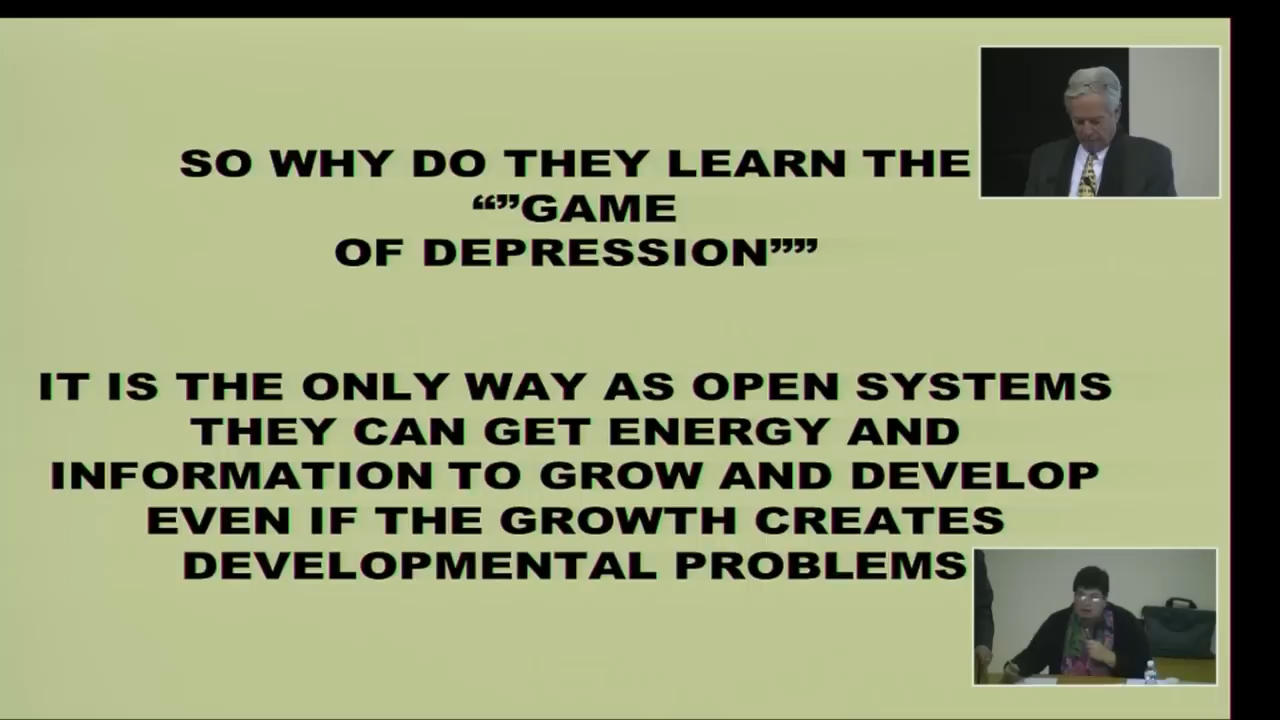 SO WHY DO THEY LEARN THE
“”GAME
OF DEPRESSION””
IT IS THE ONLY WAY AS OPEN SYSTEMS
THEY CAN GET ENERGY AND
INFORMATION TO GROW AND DEVELOP
EVEN IF THE GROWTH CREATES
DEVELOPMENTAL PROBLEMS